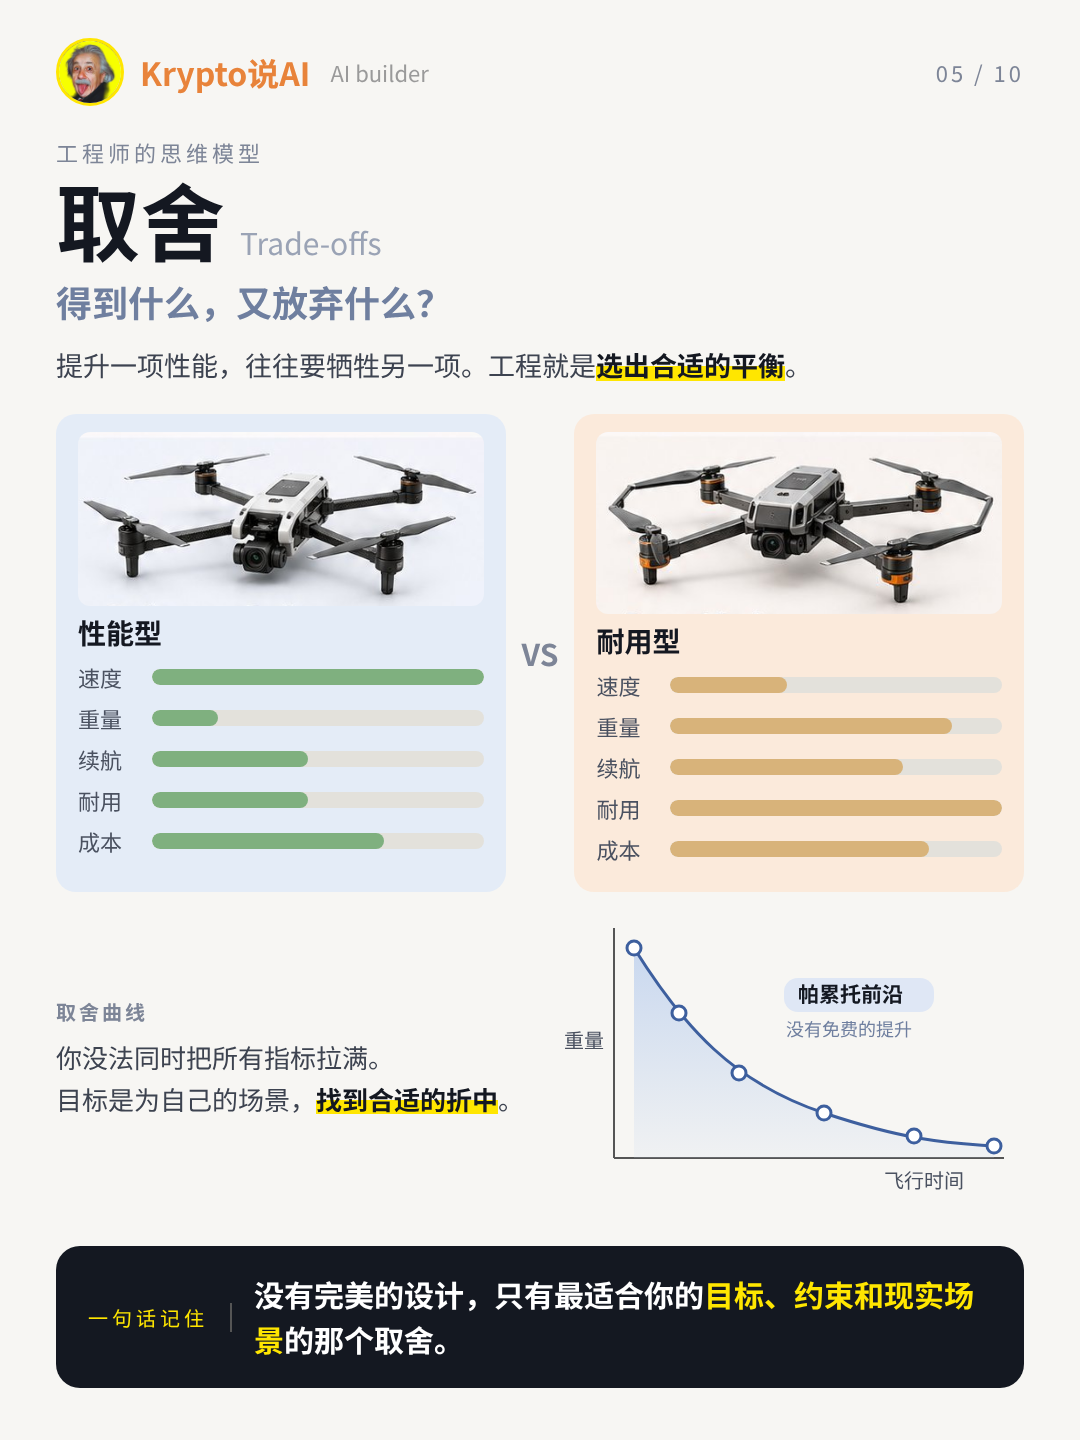 Krypto说AI AI builder 05 / 10
工程师的思维模型
取舍 Trade-offs
得到什么，又放弃什么？
提升一项性能，往往要牺牲另一项。工程就是选出合适的平衡。
性能型
速度
重量
续航
耐用
成本
VS
耐用型
速度
重量
续航
耐用
成本
取舍曲线
你没法同时把所有指标拉满。
目标是为自己的场景，找到合适的折中。
重量
帕累托前沿
没有免费的提升
飞行时间
一句话记住
没有完美的设计，只有最适合你的目标、约束和现实场
景的那个取舍。